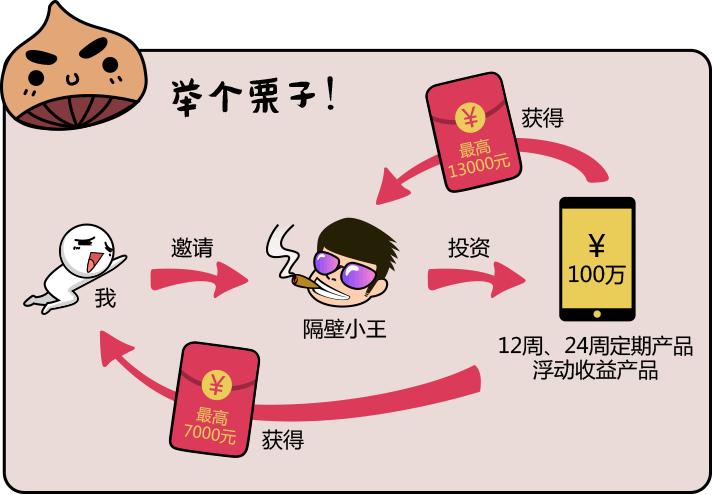 举个栗子!
¥
最高
13000元
获得
邀请
投资
¥
100万
我
隔壁小王
12周、24周定期产品
浮动收益产品
¥
最高
7000元
获得